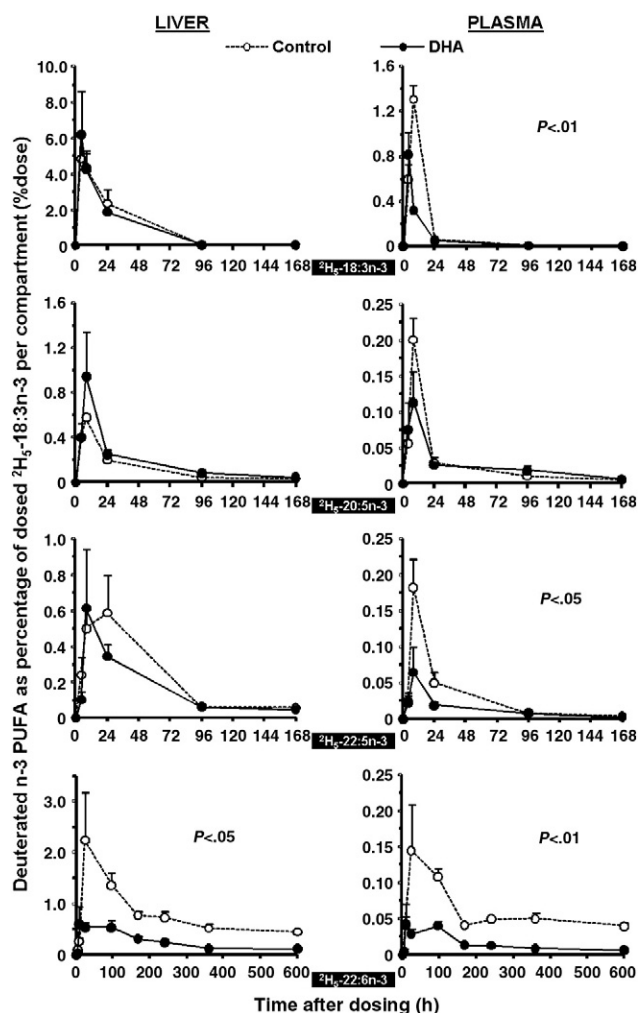 LIVER PLASMA
Control DHA
Deuterated n-3 PUFA as percentage of dosed ²H₅-18:3n-3 per compartment (%dose)
10.0 1.6
8.0 P<.01
1.2
6.0
0.8
4.0
2.0 0.4
0 0
0 24 48 72 96 120 144 168 0 24 48 72 96 120 144 168
²H₅-18:3n-3
1.6 0.25
1.2 0.20
0.15
0.8
0.10
0.4 0.05
0 0
0 24 48 72 96 120 144 168 0 24 48 72 96 120 144 168
²H₅-20:5n-3
1.0 0.25
0.8 0.20 P<.05
0.6 0.15
0.4 0.10
0.2 0.05
0 0
0 24 48 72 96 120 144 168 0 24 48 72 96 120 144 168
²H₅-22:5n-3
0.25
3.0 P<.05 0.20 P<.01
2.0 0.15
0.10
1.0 0.05
0.0 0
0 100 200 300 400 500 600 0 100 200 300 400 500 600
²H₅-22:6n-3
Time after dosing (h)